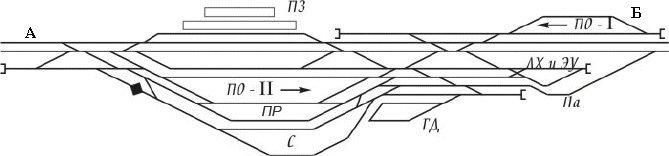 ПЗ
А
Б
ПО - I
ЛХ и ЭУ
ПО - II
Па
ПР
ГД
С